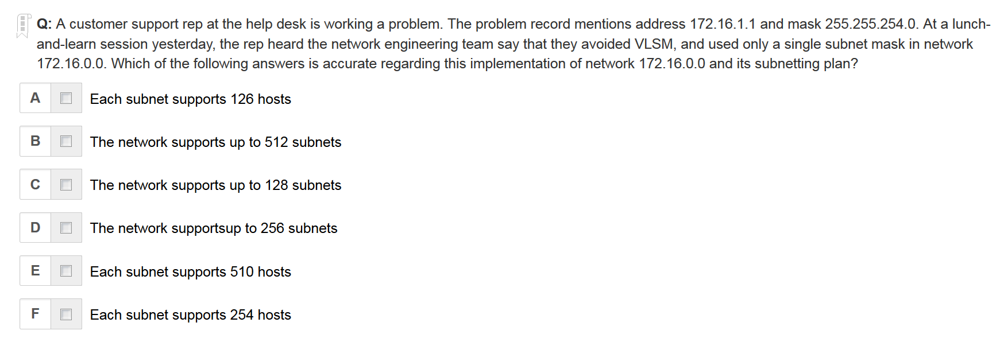 Q: A customer support rep at the help desk is working a problem. The problem record mentions address 172.16.1.1 and mask 255.255.254.0. At a lunch-
and-learn session yesterday, the rep heard the network engineering team say that they avoided VLSM, and used only a single subnet mask in network
172.16.0.0. Which of the following answers is accurate regarding this implementation of network 172.16.0.0 and its subnetting plan?
A Each subnet supports 126 hosts
B The network supports up to 512 subnets
C The network supports up to 128 subnets
D The network supportsup to 256 subnets
E Each subnet supports 510 hosts
F Each subnet supports 254 hosts